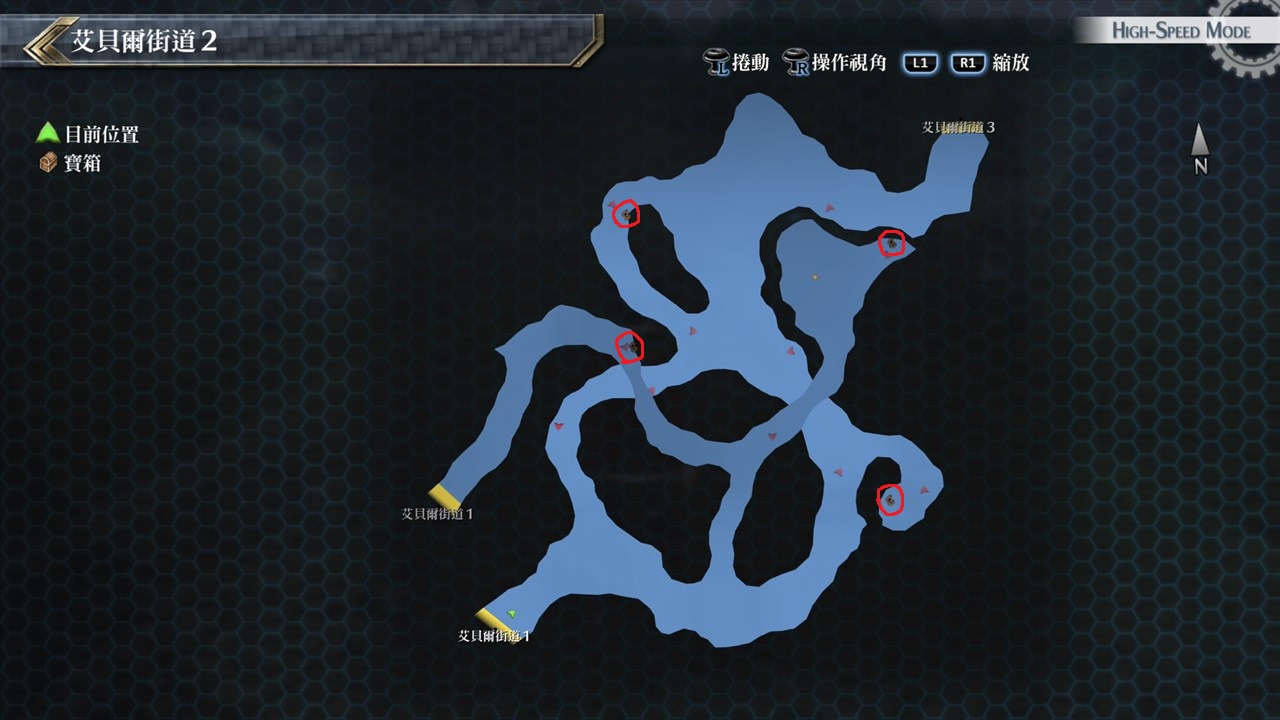 艾貝爾街道2
HIGH-SPEED MODE
L 捲動 R 操作視角 L1 R1 縮放
目前位置
寶箱
艾貝爾街道3
N
艾貝爾街道1
艾貝爾街道1